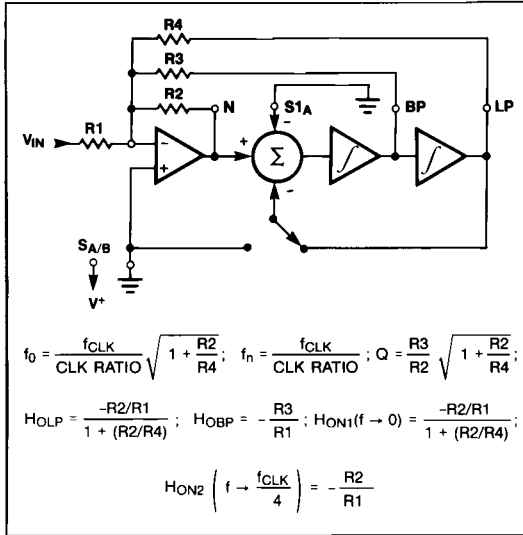 R4
R3
R2
N
S1A
BP
LP
VIN
R1
−
+
+
−
Σ
−
∫
∫
SA/B
V+
f0 = fCLK / CLK RATIO √(1 + R2/R4) ; fn = fCLK / CLK RATIO ; Q = R3/R2 √(1 + R2/R4) ;
HOLP = −R2/R1 / 1 + (R2/R4) ; HOBP = − R3/R1 ; HON1(f → 0) = −R2/R1 / 1 + (R2/R4) ;
HON2 ( f → fCLK/4 ) = − R2/R1